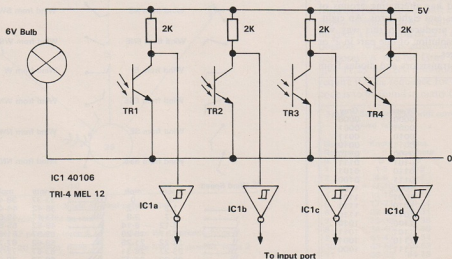 5V
6V Bulb
2K
2K
2K
2K
TR1
TR2
TR3
TR4
0
IC1 40106
TRI-4 MEL 12
IC1a
IC1b
IC1c
IC1d
To input port